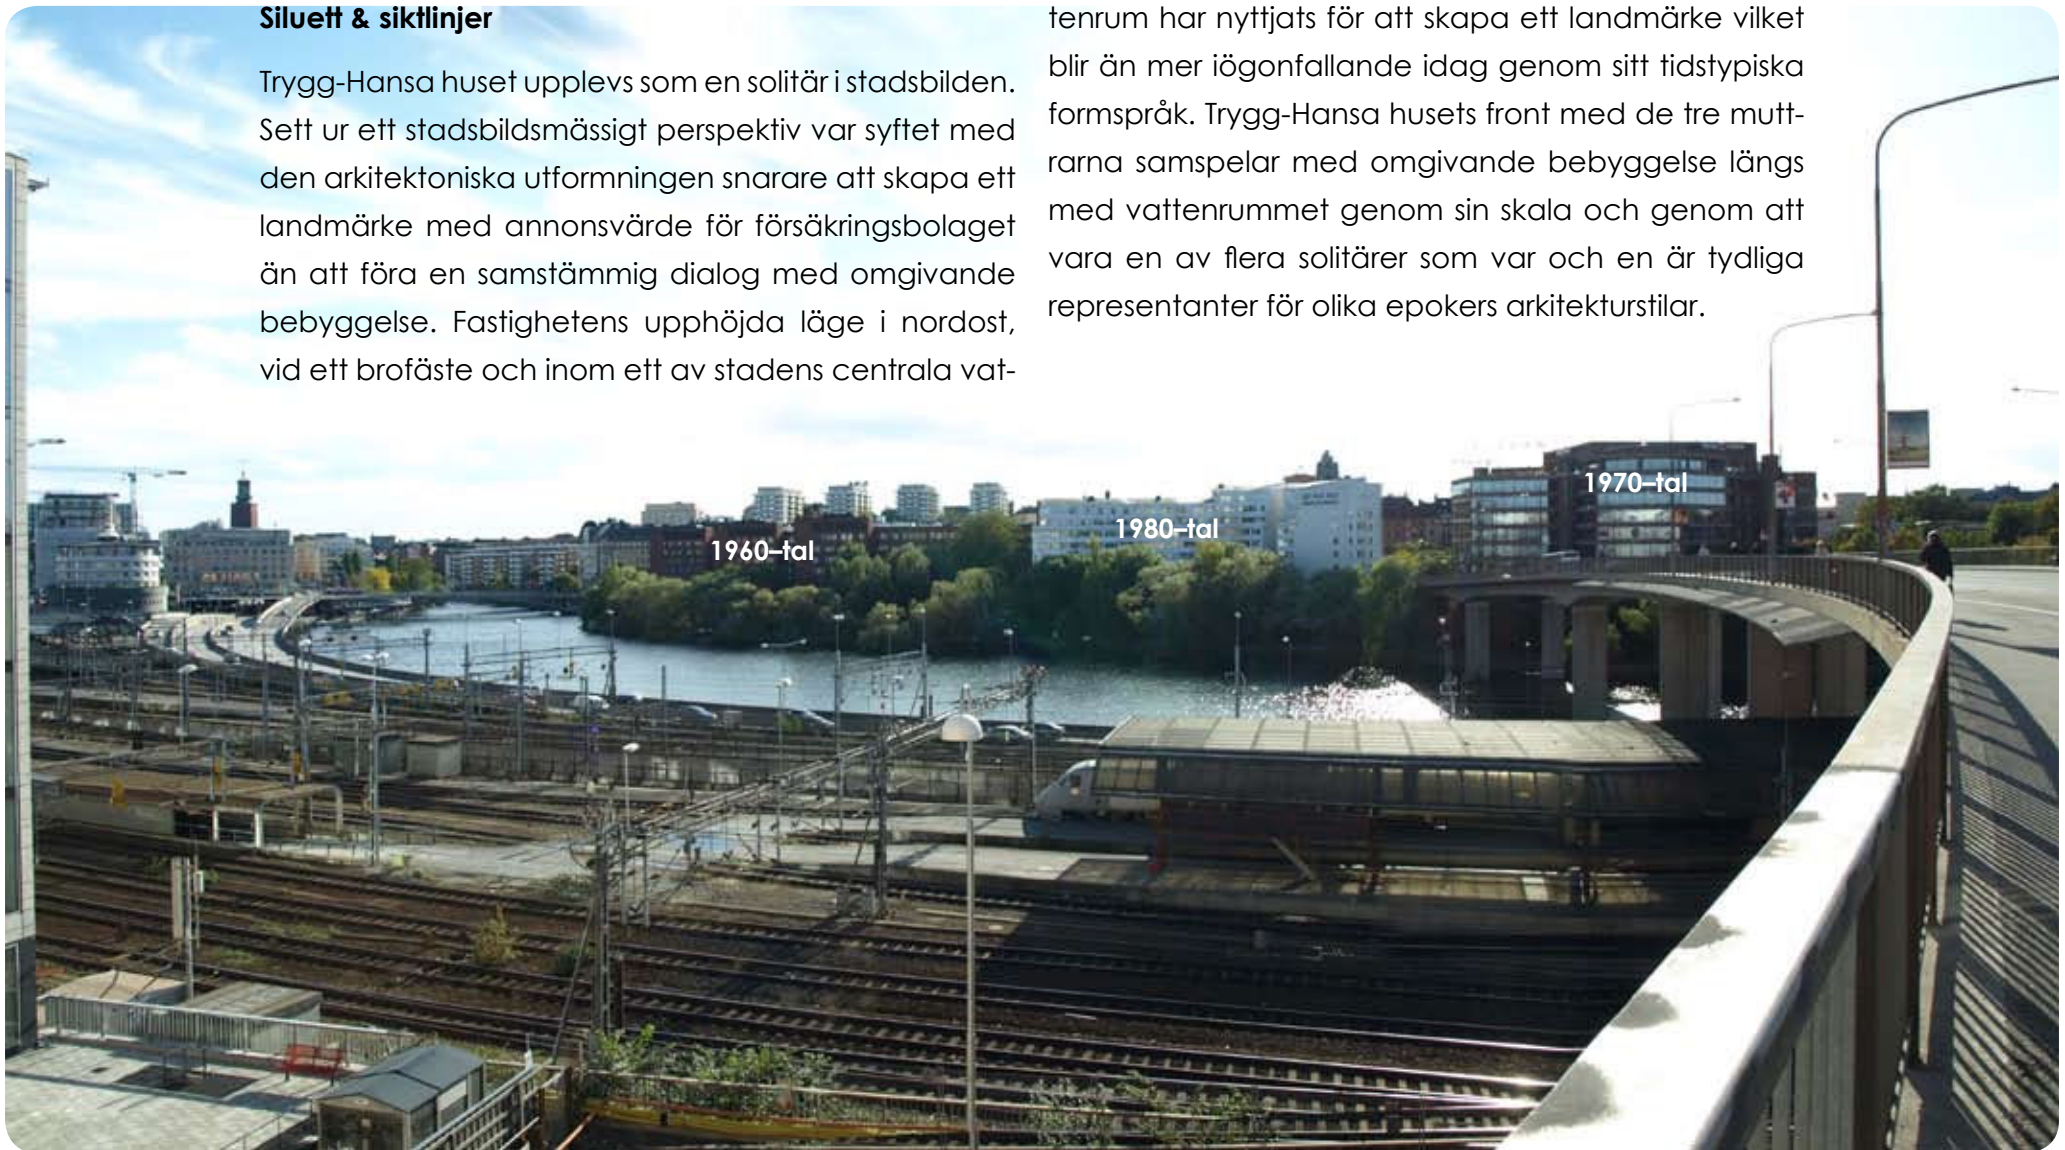 Siluett & siktlinjer
Trygg-Hansa huset upplevs som en solitär i stadsbilden.
Sett ur ett stadsbildsmässigt perspektiv var syftet med
den arkitektoniska utformningen snarare att skapa ett
landmärke med annonsvärde för försäkringsbolaget
än att föra en samstämmig dialog med omgivande
bebyggelse. Fastighetens upphöjda läge i nordost,
vid ett brofäste och inom ett av stadens centrala vat-
tenrum har nyttjats för att skapa ett landmärke vilket
blir än mer iögonfallande idag genom sitt tidstypiska
formspråk. Trygg-Hansa husets front med de tre mutt-
rarna samspelar med omgivande bebyggelse längs
med vattenrummet genom sin skala och genom att
vara en av flera solitärer som var och en är tydliga
representanter för olika epokers arkitekturstilar.
1960–tal
1980–tal
1970–tal